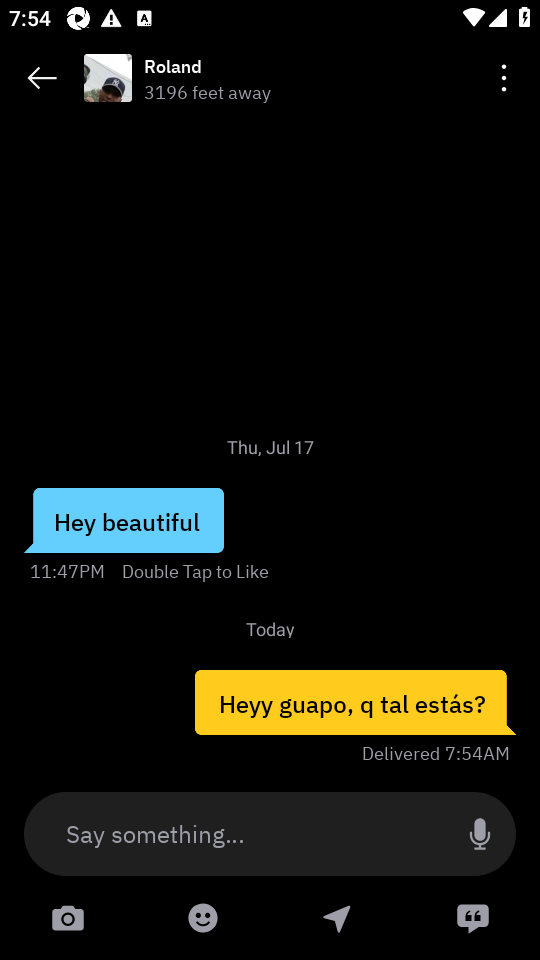 7:54
Roland
3196 feet away
Thu, Jul 17
Hey beautiful
11:47PM Double Tap to Like
Today
Heyy guapo, q tal estás?
Delivered 7:54AM
Say something...